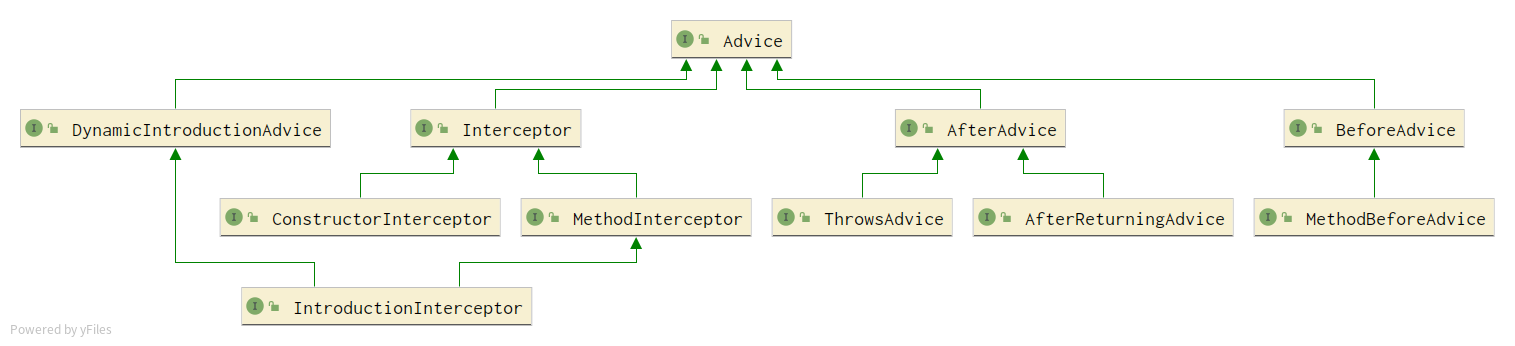 Advice
DynamicIntroductionAdvice
Interceptor
AfterAdvice
BeforeAdvice
ConstructorInterceptor
MethodInterceptor
ThrowsAdvice
AfterReturningAdvice
MethodBeforeAdvice
IntroductionInterceptor
Powered by yFiles